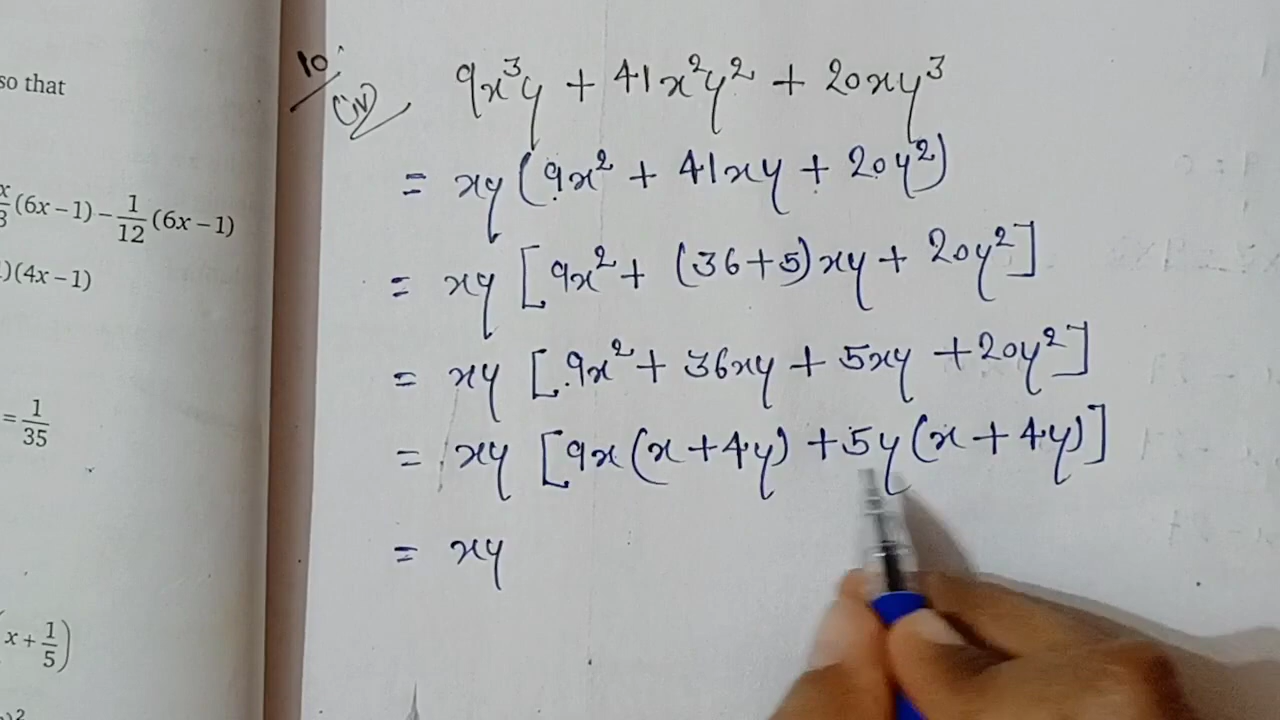 so that
x/3 (6x – 1) – 1/12 (6x – 1)
)(4x – 1)
= 1/35
x + 1/5)
2
10.
(iv)
9x³y + 41x²y² + 20xy³
= xy (9x² + 41xy + 20y²)
= xy [9x² + (36+5)xy + 20y²]
= xy [9x² + 36xy + 5xy + 20y²]
= xy [9x(x+4y) + 5y(x+4y)]
= xy